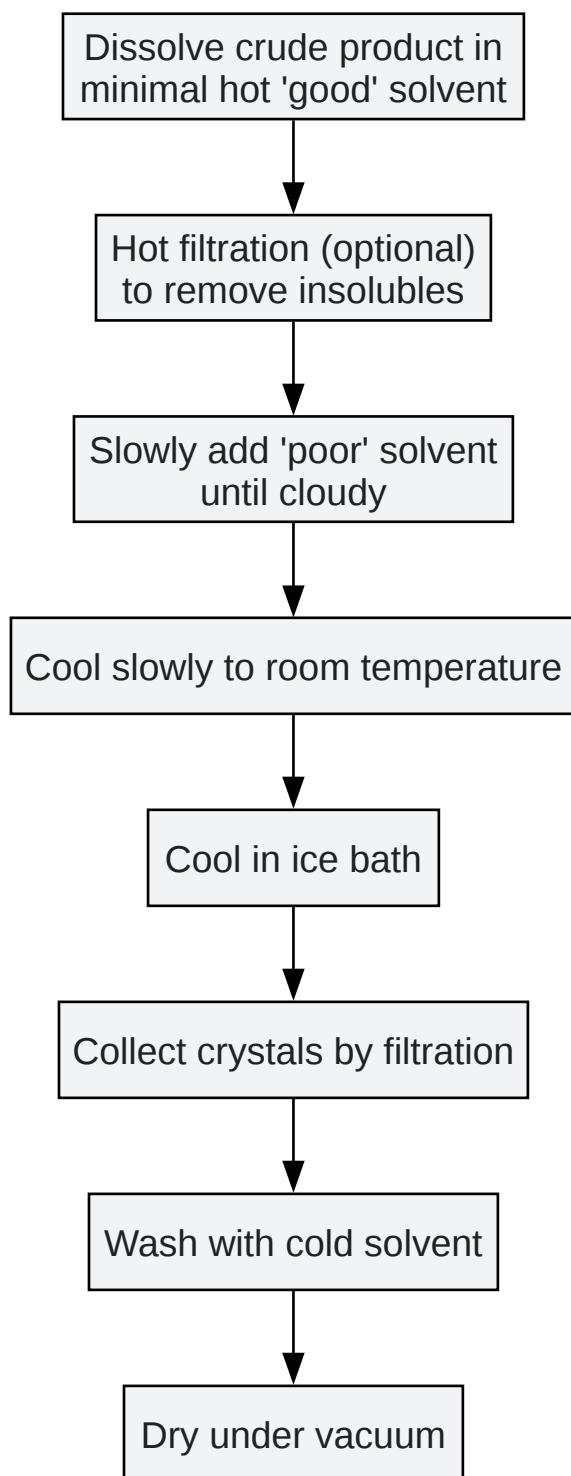 Dissolve crude product in
minimal hot 'good' solvent
Hot filtration (optional)
to remove insolubles
Slowly add 'poor' solvent
until cloudy
Cool slowly to room temperature
Cool in ice bath
Collect crystals by filtration
Wash with cold solvent
Dry under vacuum